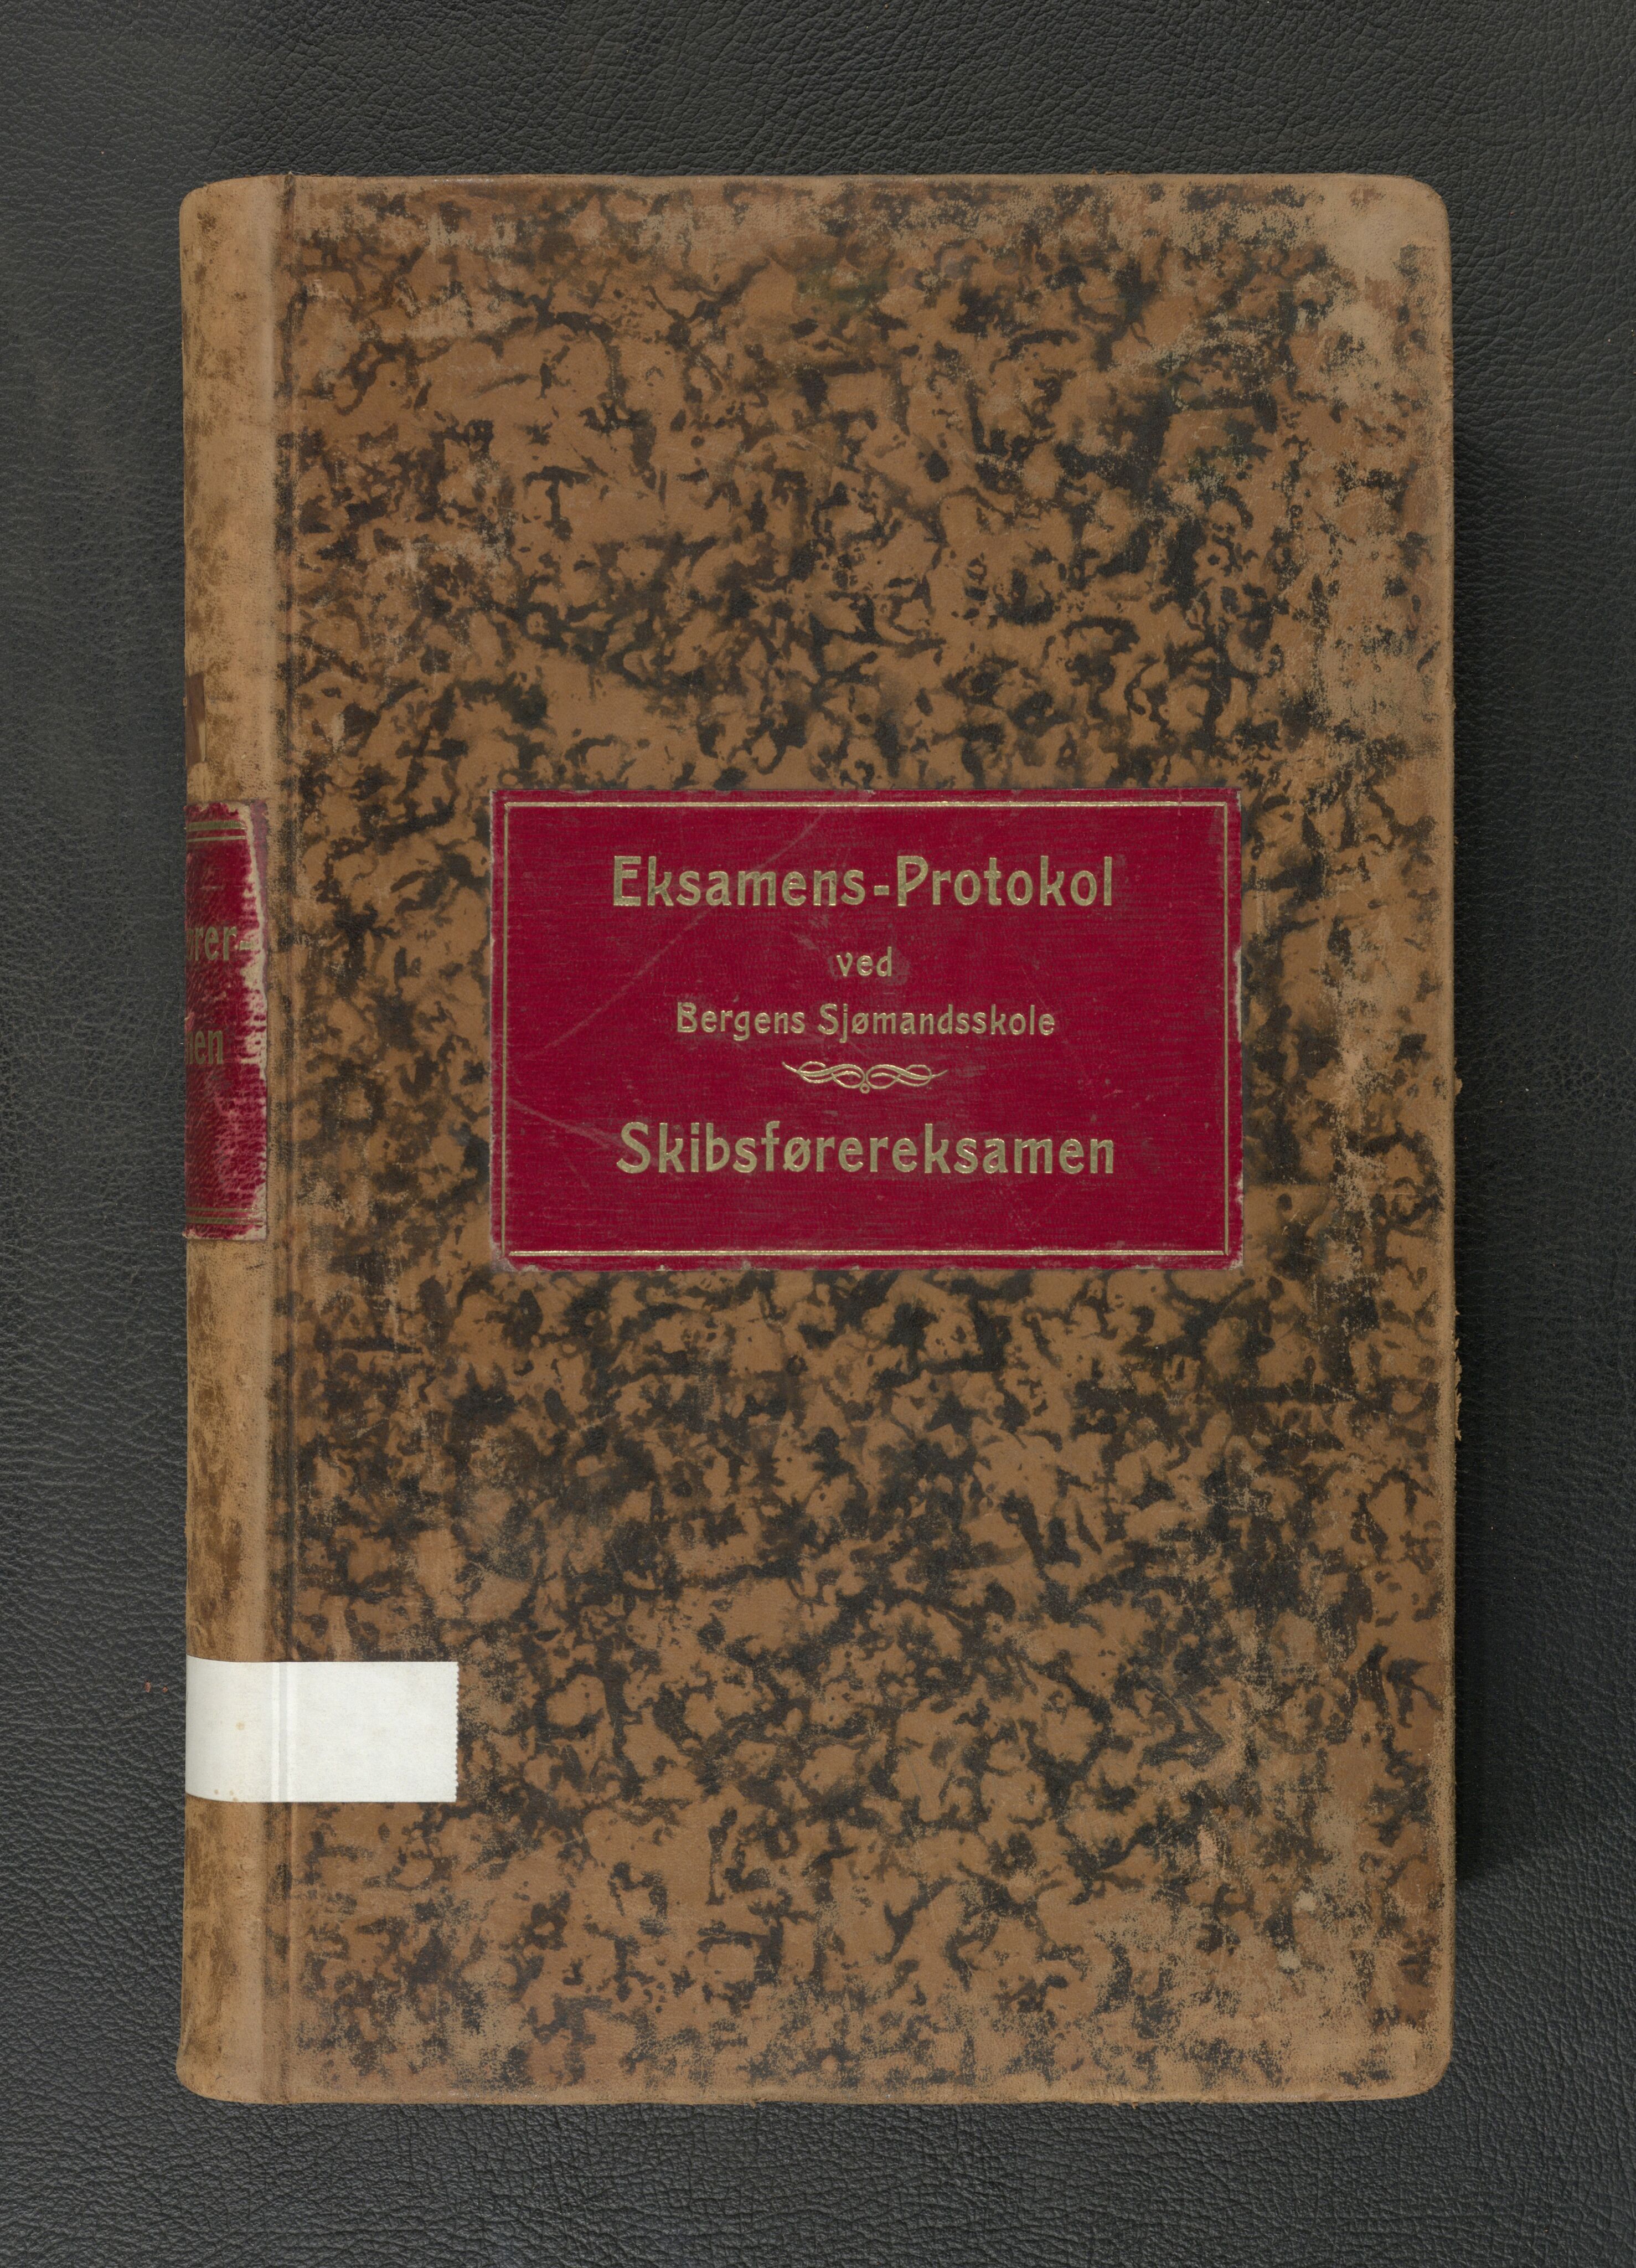 Eksamens-Protokol
ved
Bergens Sjømandsskole
Skibsførereksamen